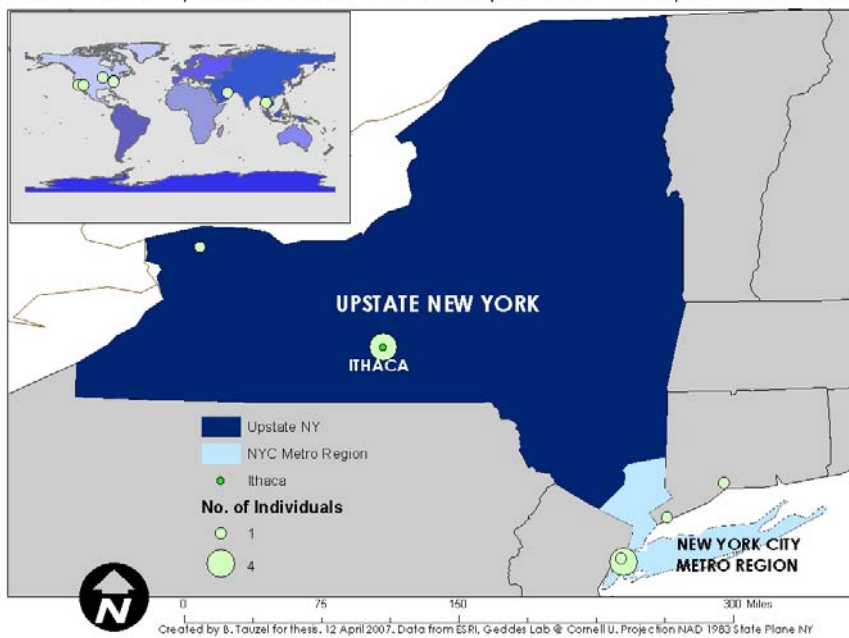 UPSTATE NEW YORK
ITHACA
Upstate NY
NYC Metro Region
Ithaca
No. of Individuals
1
4
NEW YORK CITY
METRO REGION
N
0 75 150 300 Miles
Created by B. Tauzel for thesis. 12 April 2007. Data from ESRI, Geddes Lab @ Cornell U. Projection NAD 1983 State Plane NY